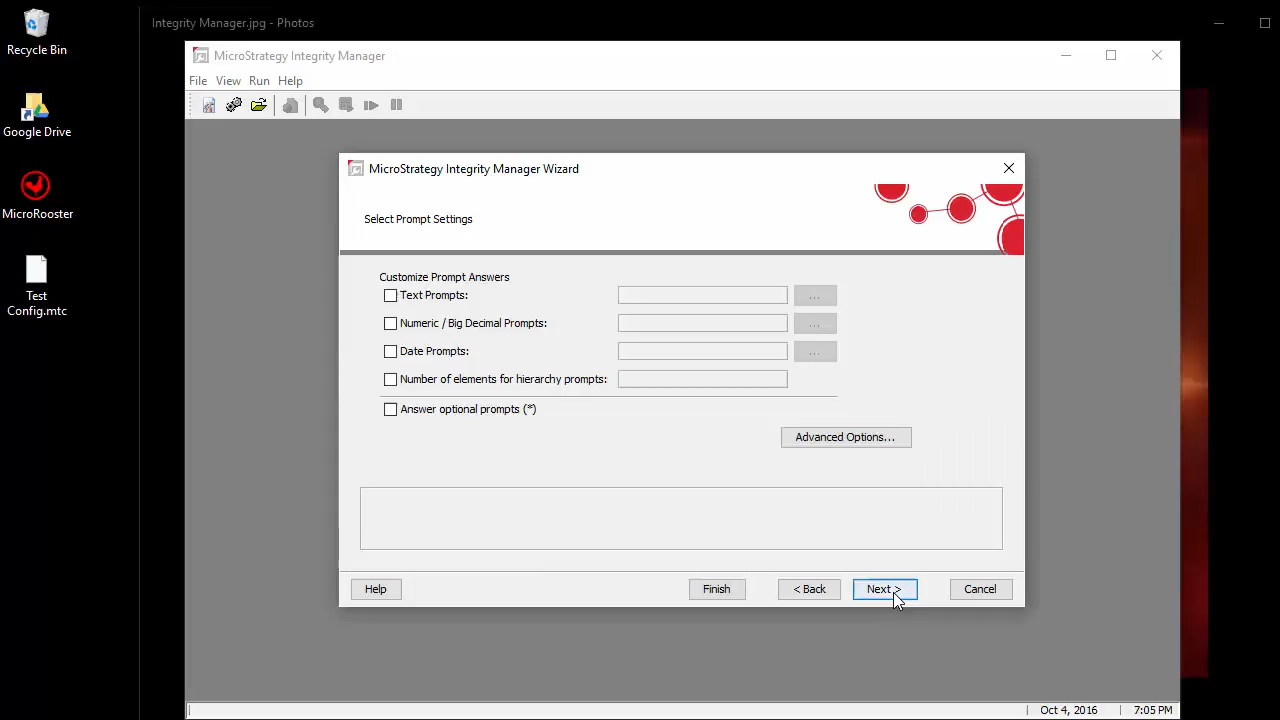 Integrity Manager.jpg - Photos
Recycle Bin
Google Drive
MicroRooster
Test
Config.mtc
MicroStrategy Integrity Manager
File View Run Help
MicroStrategy Integrity Manager Wizard
Select Prompt Settings
Customize Prompt Answers
Text Prompts:
...
Numeric / Big Decimal Prompts:
...
Date Prompts:
...
Number of elements for hierarchy prompts:
Answer optional prompts (*)
Advanced Options...
Help
Finish
< Back
Next >
Cancel
Oct 4, 2016
7:05 PM